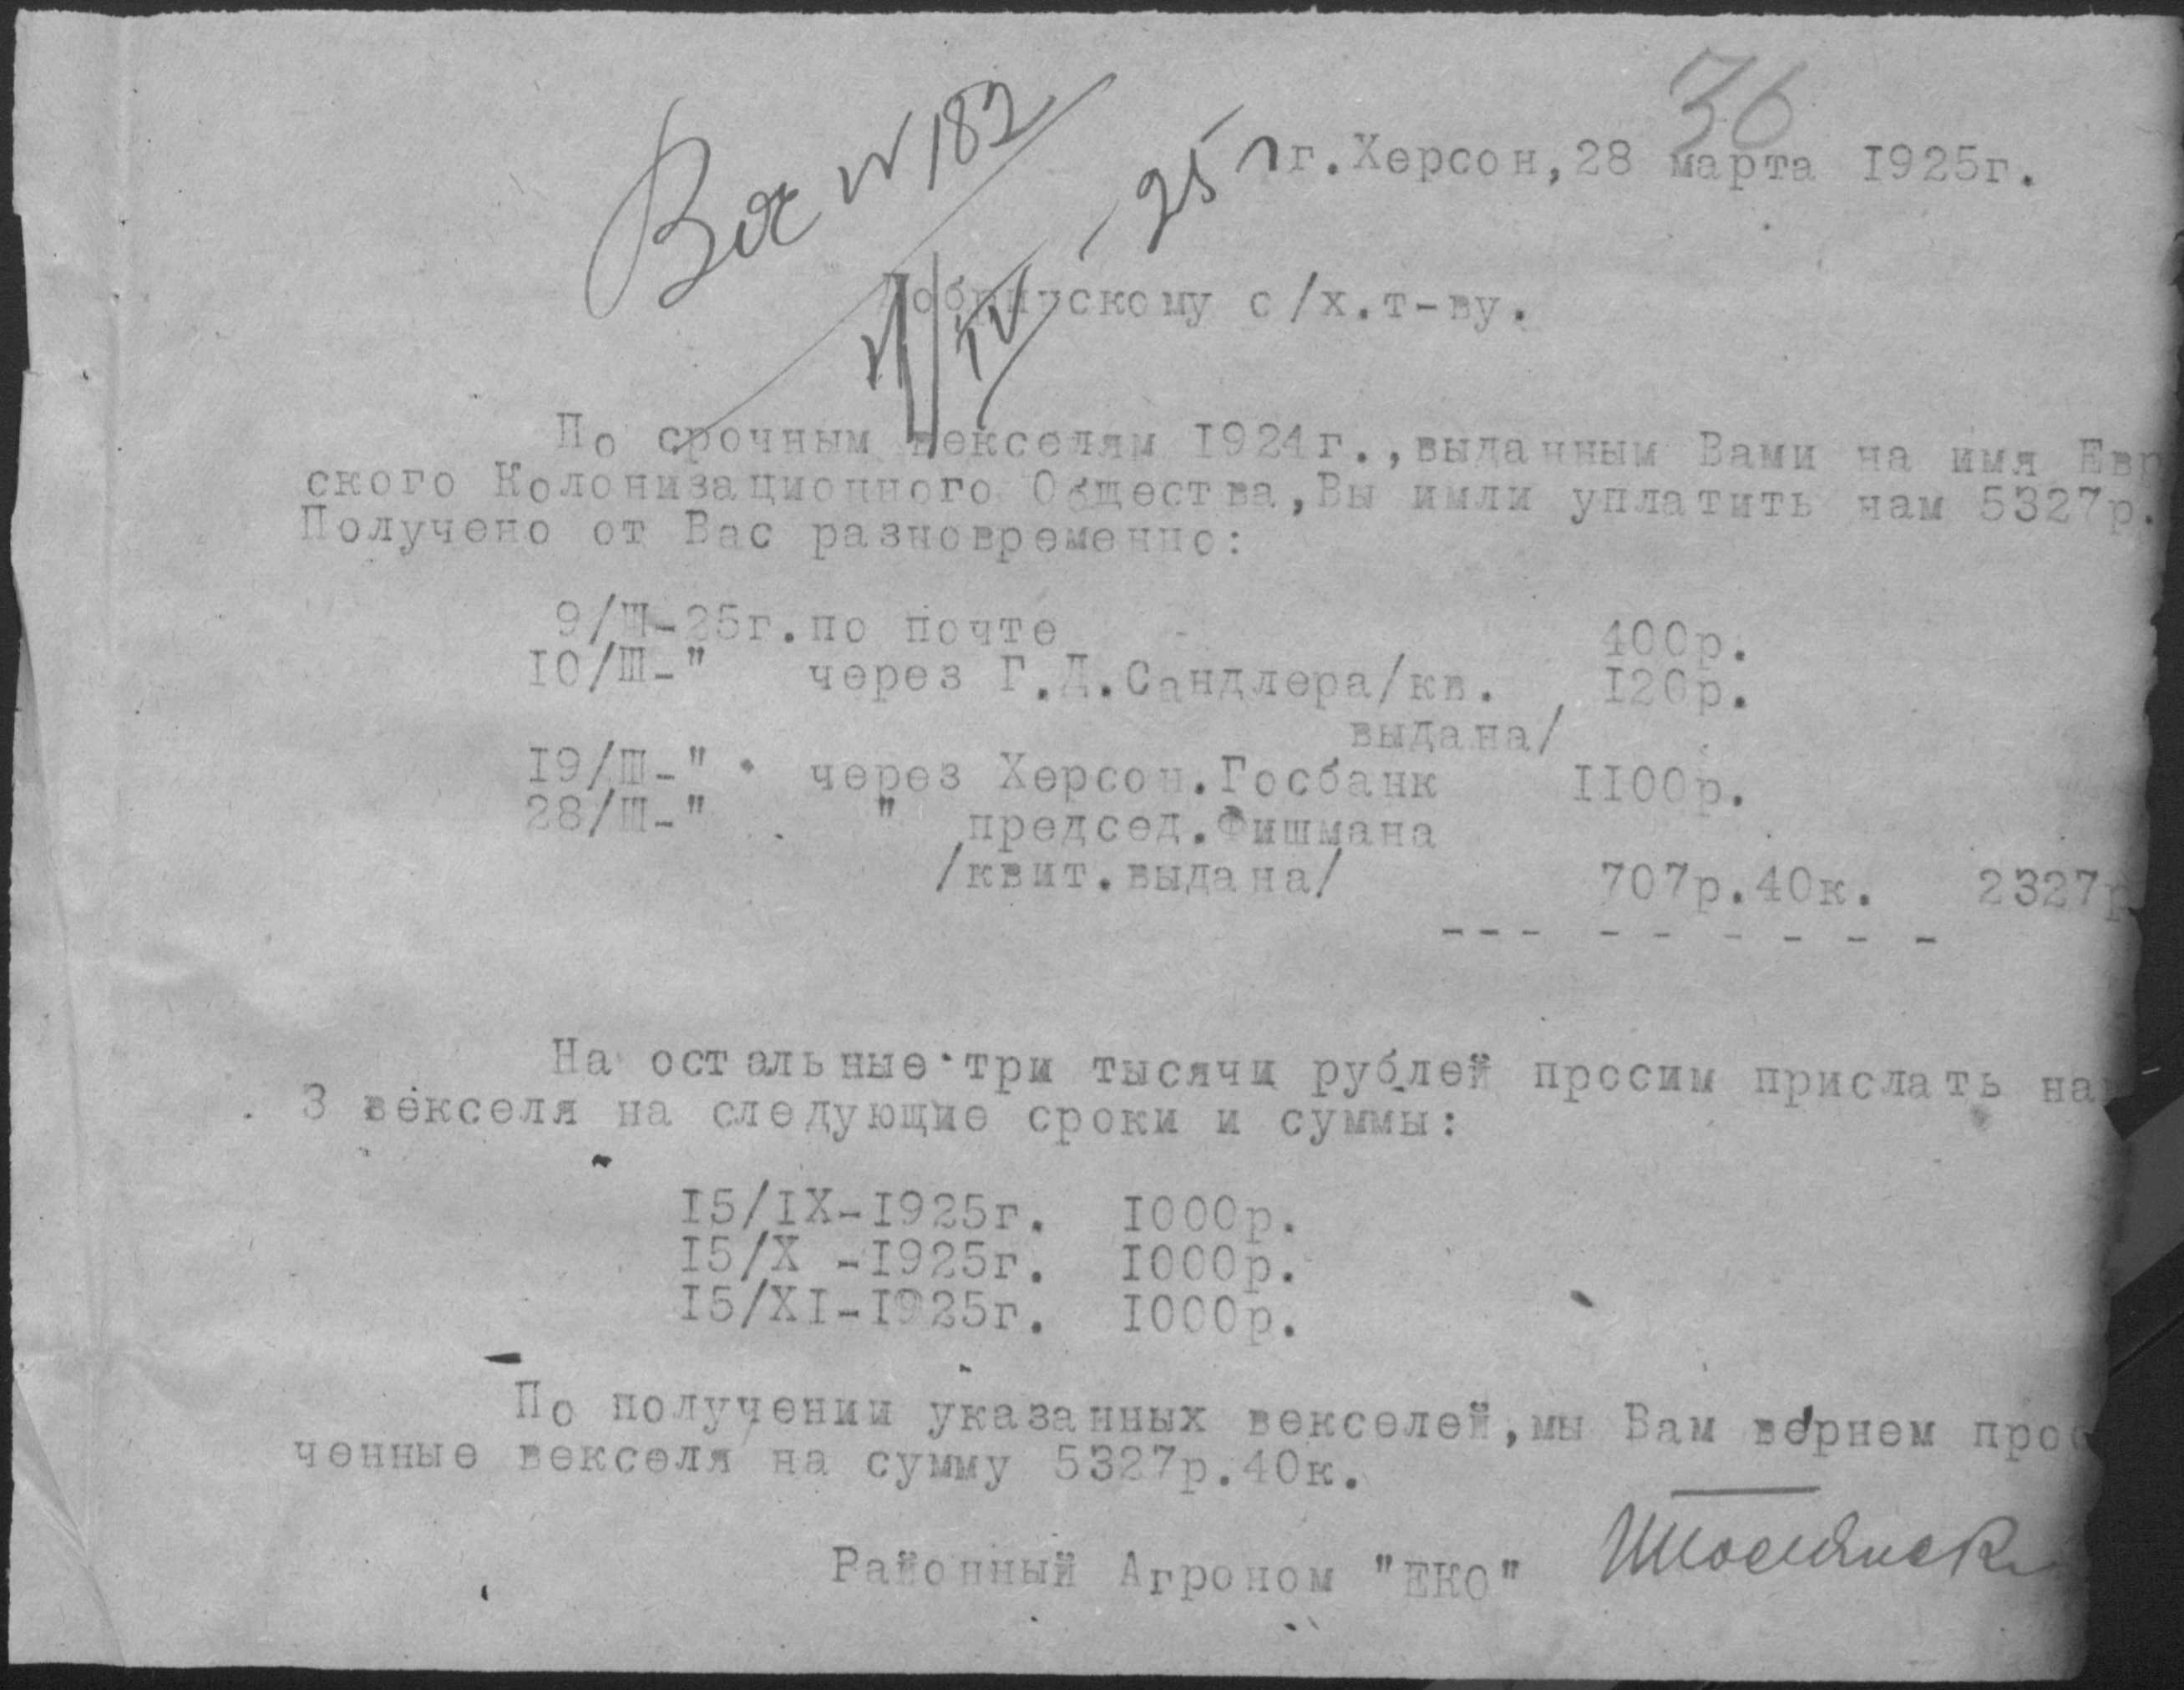 36
Вх № 182
-25 г
г.Херсон,28 марта 1925г.
Добринскому с/х.т-ву.
По срочным векселям 1924г.,выданным Вами на имя Евр
ского Колонизационного Общества,Вы имли уплатить нам 5327р.
Получено от Вас разновременно:
9/III-25г.по почте 400р.
10/III-" через Г.Д.Сандлера/кв. 120р.
выдана/
19/III-" через Херсон.Госбанк 1100р.
28/III-" " председ.Фишмана
/квит.выдана/ 707р.40к. 2327р
--- - - - - - -
На остальные три тысячи рублей просим прислать на
3 векселя на следующие сроки и суммы:
15/IX-1925г. 1000р.
15/X -1925г. 1000р.
15/XI-1925г. 1000р.
По получении указанных векселей,мы Вам вернем прос
ченные векселя на сумму 5327р.40к.
Районный Агроном "ЕКО"